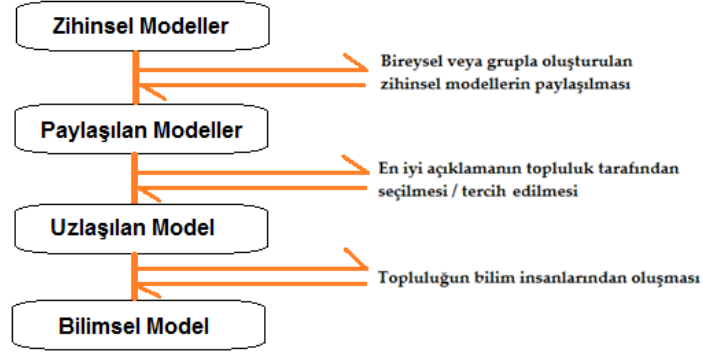 Zihinsel Modeller
Bireysel veya grupla oluşturulan
zihinsel modellerin paylaşılması
Paylaşılan Modeller
En iyi açıklamanın topluluk tarafından
seçilmesi / tercih edilmesi
Uzlaşılan Model
Topluluğun bilim insanlarından oluşması
Bilimsel Model